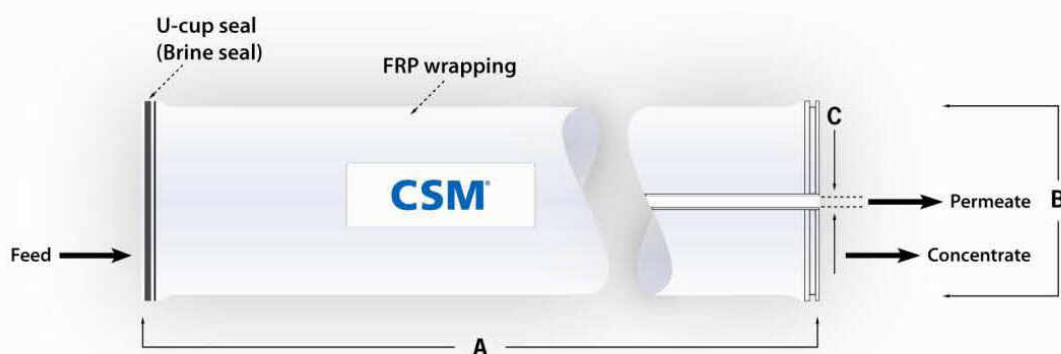 U-cup seal
(Brine seal)
FRP wrapping
C
CSM®
Permeate
B
Feed
Concentrate
A